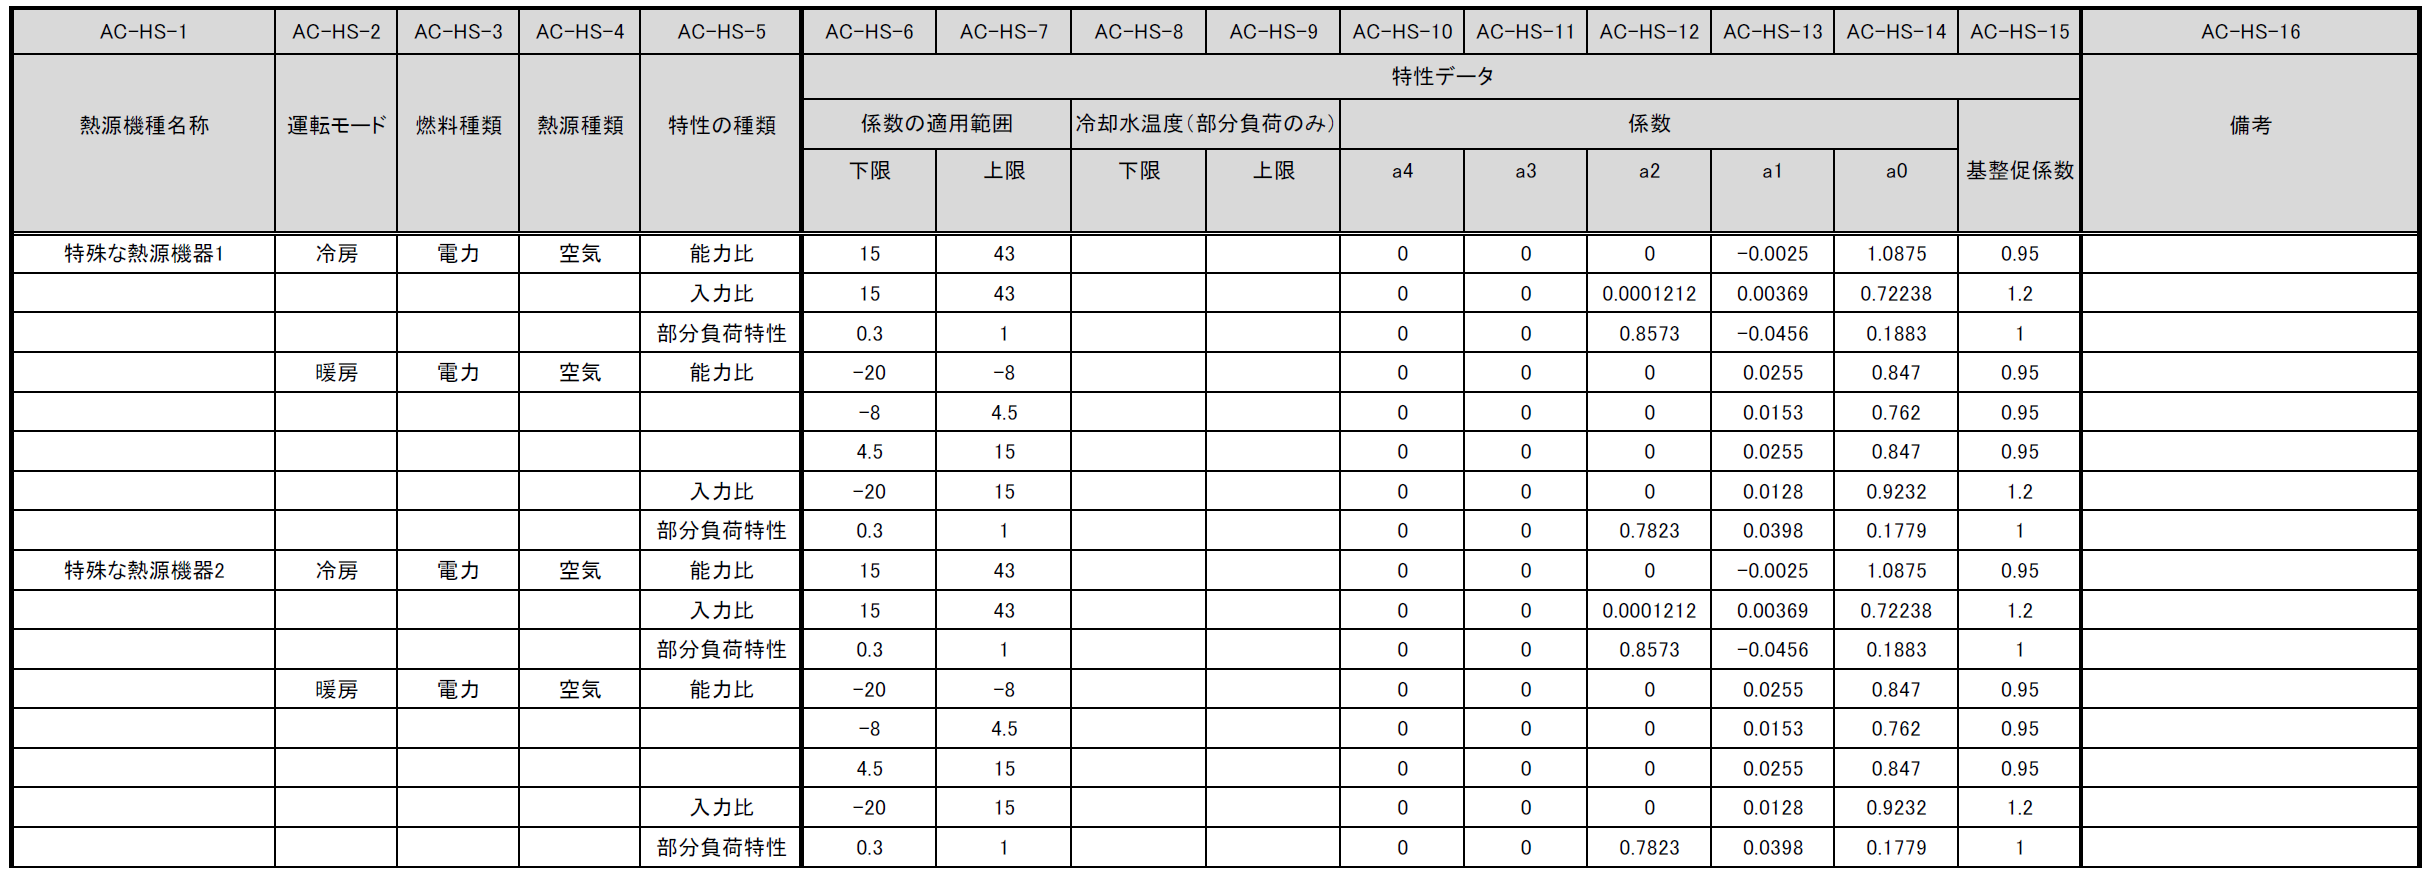 AC-HS-1 AC-HS-2 AC-HS-3 AC-HS-4 AC-HS-5 AC-HS-6 AC-HS-7 AC-HS-8 AC-HS-9 AC-HS-10 AC-HS-11 AC-HS-12 AC-HS-13 AC-HS-14 AC-HS-15 AC-HS-16
特性データ
熱源機種名称 運転モード 燃料種類 熱源種類 特性の種類 係数の適用範囲 冷却水温度(部分負荷のみ) 係数 備考
下限 上限 下限 上限 a4 a3 a2 a1 a0 基整促係数
特殊な熱源機器1 冷房 電力 空気 能力比 15 43 0 0 0 -0.0025 1.0875 0.95
入力比 15 43 0 0 0.0001212 0.00369 0.72238 1.2
部分負荷特性 0.3 1 0 0 0.8573 -0.0456 0.1883 1
暖房 電力 空気 能力比 -20 -8 0 0 0 0.0255 0.847 0.95
-8 4.5 0 0 0 0.0153 0.762 0.95
4.5 15 0 0 0 0.0255 0.847 0.95
入力比 -20 15 0 0 0 0.0128 0.9232 1.2
部分負荷特性 0.3 1 0 0 0.7823 0.0398 0.1779 1
特殊な熱源機器2 冷房 電力 空気 能力比 15 43 0 0 0 -0.0025 1.0875 0.95
入力比 15 43 0 0 0.0001212 0.00369 0.72238 1.2
部分負荷特性 0.3 1 0 0 0.8573 -0.0456 0.1883 1
暖房 電力 空気 能力比 -20 -8 0 0 0 0.0255 0.847 0.95
-8 4.5 0 0 0 0.0153 0.762 0.95
4.5 15 0 0 0 0.0255 0.847 0.95
入力比 -20 15 0 0 0 0.0128 0.9232 1.2
部分負荷特性 0.3 1 0 0 0.7823 0.0398 0.1779 1